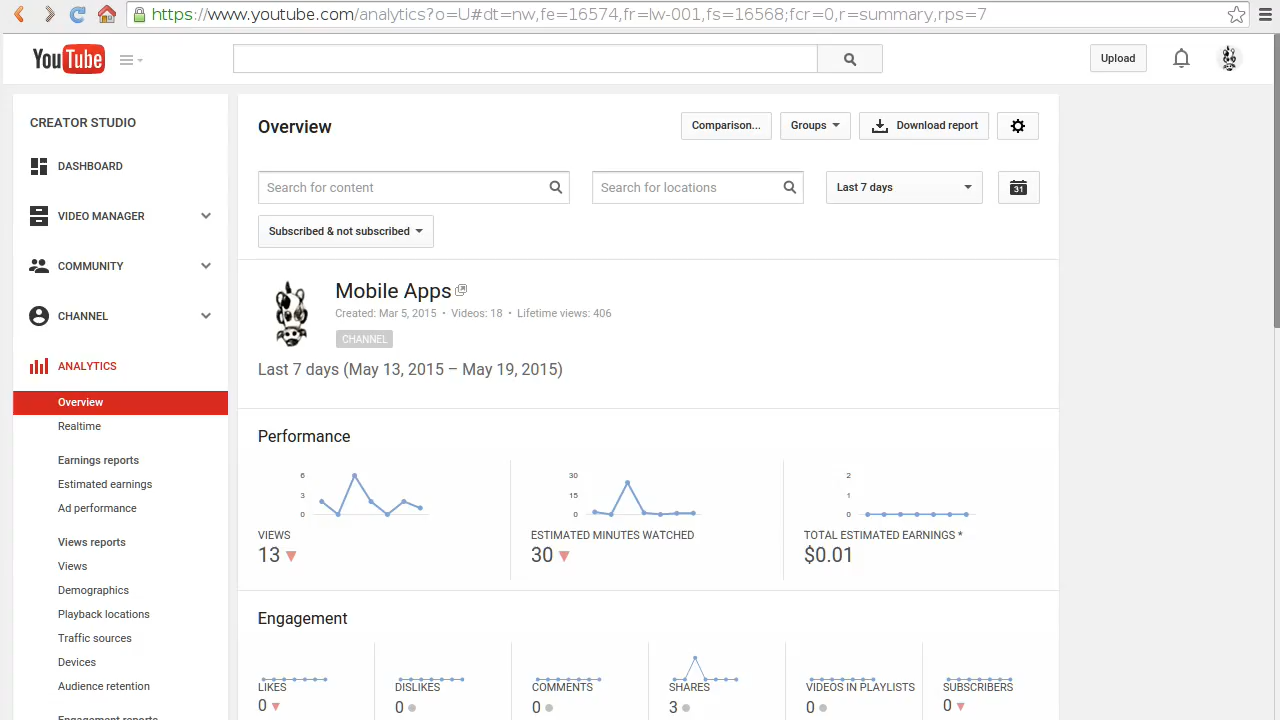 https://www.youtube.com/analytics?o=U#dt=nw,fe=16574,fr=lw-001,fs=16568;fcr=0,r=summary,rps=7
YouTube
Upload
CREATOR STUDIO
DASHBOARD
VIDEO MANAGER
COMMUNITY
CHANNEL
ANALYTICS
Overview
Realtime
Earnings reports
Estimated earnings
Ad performance
Views reports
Views
Demographics
Playback locations
Traffic sources
Devices
Audience retention
Engagement reports
Overview
Comparison...
Groups
Download report
Search for content
Search for locations
Last 7 days
31
Subscribed & not subscribed
Mobile Apps
Created: Mar 5, 2015 • Videos: 18 • Lifetime views: 406
CHANNEL
Last 7 days (May 13, 2015 – May 19, 2015)
Performance
6
3
0
VIEWS
13
30
15
0
ESTIMATED MINUTES WATCHED
30
2
1
0
TOTAL ESTIMATED EARNINGS *
$0.01
Engagement
LIKES
0
DISLIKES
0
COMMENTS
0
SHARES
3
VIDEOS IN PLAYLISTS
0
SUBSCRIBERS
0